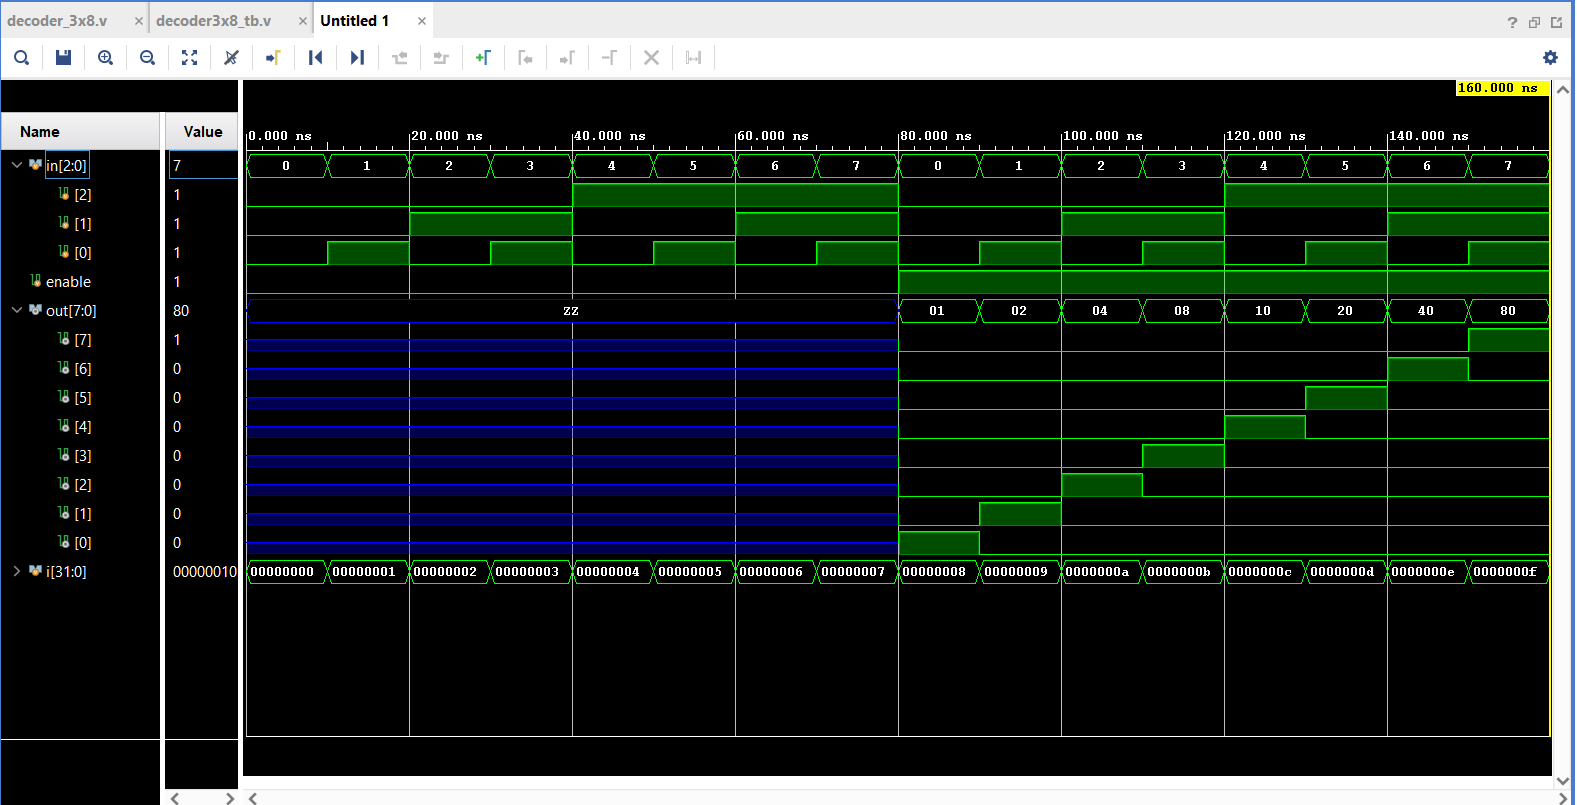 decoder_3x8.v × decoder3x8_tb.v × Untitled 1 ×
?
160.000 ns
Name Value
0.000 ns 20.000 ns 40.000 ns 60.000 ns 80.000 ns 100.000 ns 120.000 ns 140.000 ns
in[2:0] 7 0 1 2 3 4 5 6 7 0 1 2 3 4 5 6 7
[2] 1
[1] 1
[0] 1
enable 1
out[7:0] 80 ZZ 01 02 04 08 10 20 40 80
[7] 1
[6] 0
[5] 0
[4] 0
[3] 0
[2] 0
[1] 0
[0] 0
i[31:0] 00000010 00000000 00000001 00000002 00000003 00000004 00000005 00000006 00000007 00000008 00000009 0000000a 0000000b 0000000c 0000000d 0000000e 0000000f